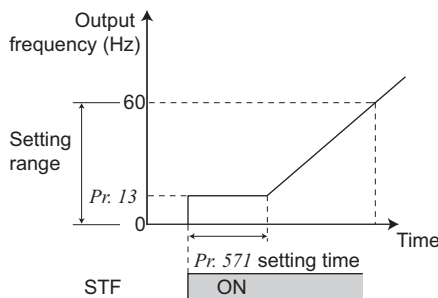 Output
frequency (Hz)
60
Setting
range
Pr. 13
0
Time
Pr. 571 setting time
STF ON